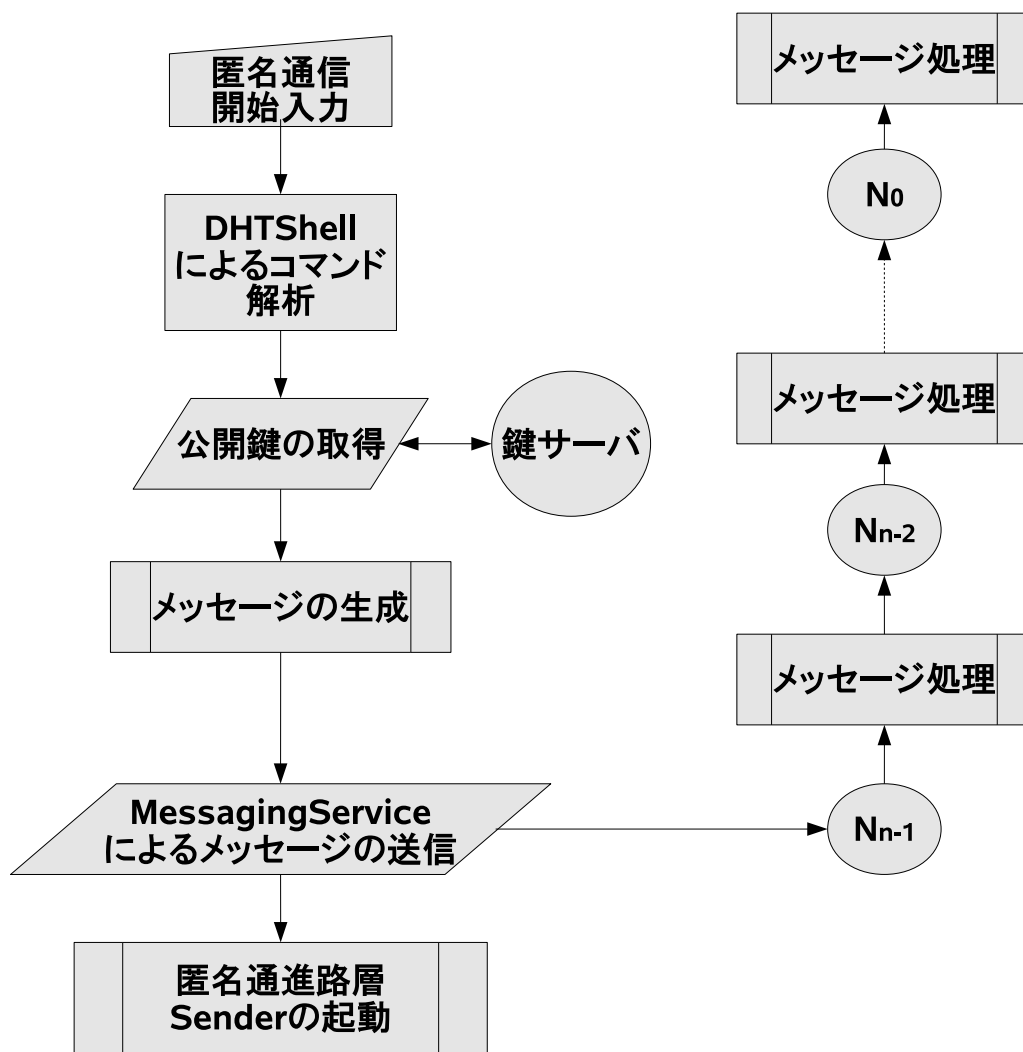 匿名通信
開始入力
DHTShell
によるコマンド
解析
公開鍵の取得
鍵サーバ
メッセージの生成
MessagingService
によるメッセージの送信
匿名通進路層
Senderの起動
メッセージ処理
N0
メッセージ処理
Nn-2
メッセージ処理
Nn-1